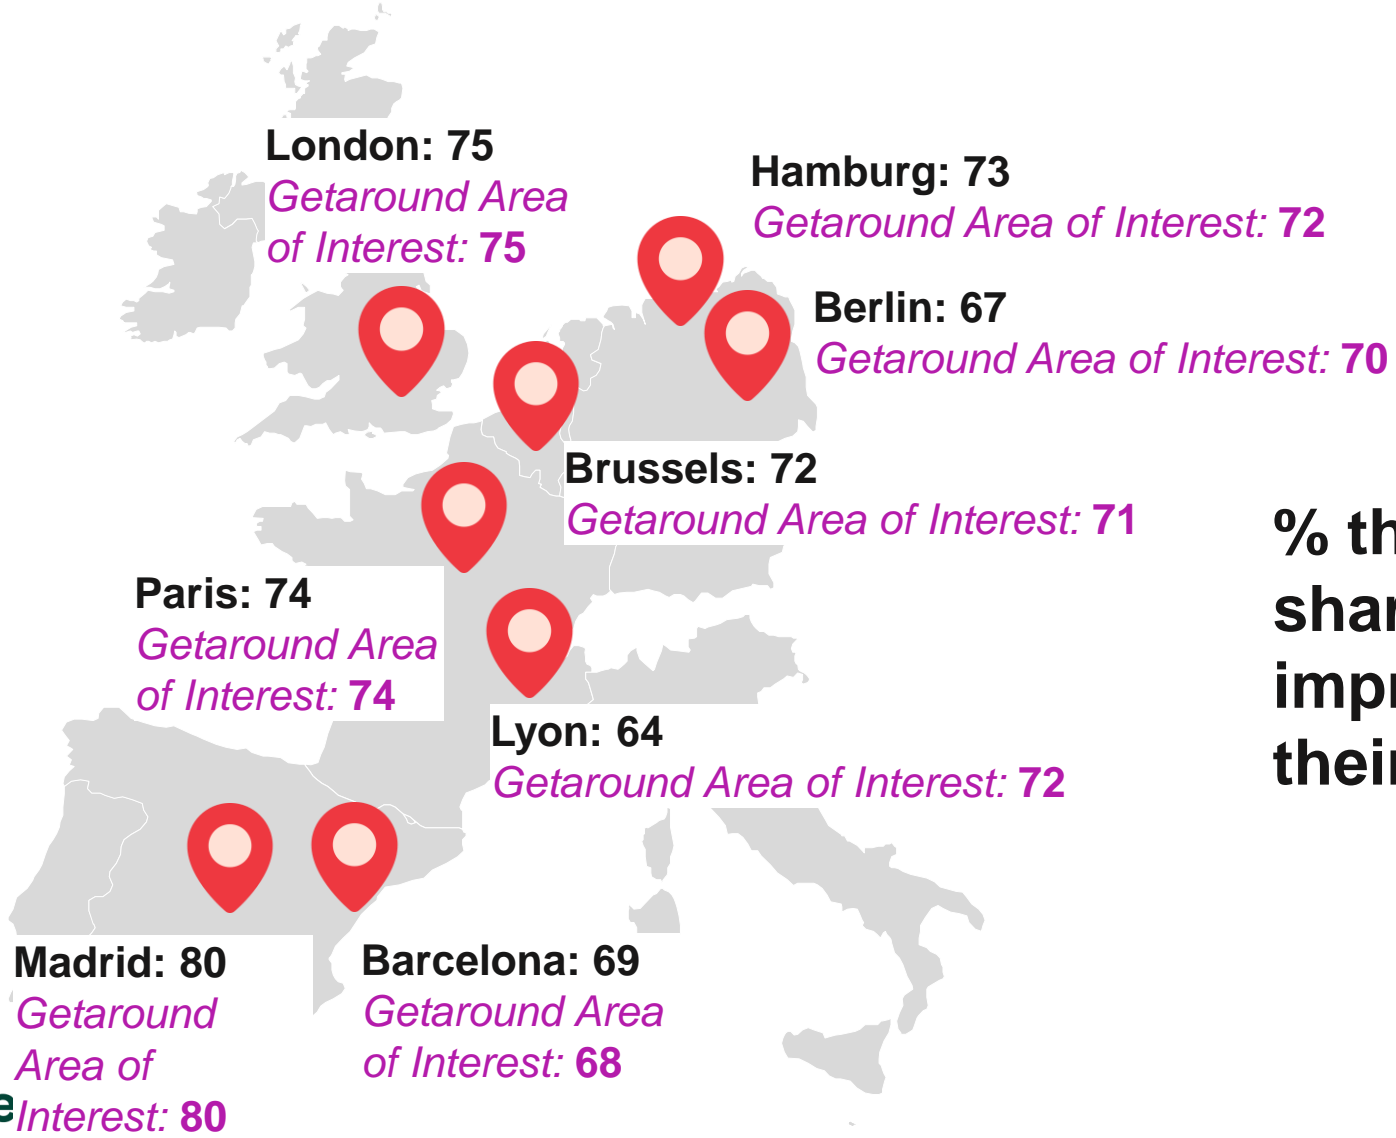 London: 75
Getaround Area
of Interest: 75
Hamburg: 73
Getaround Area of Interest: 72
Berlin: 67
Getaround Area of Interest: 70
Brussels: 72
Getaround Area of Interest: 71
Paris: 74
Getaround Area
of Interest: 74
Lyon: 64
Getaround Area of Interest: 72
Madrid: 80
Getaround
Area of
Interest: 80
Barcelona: 69
Getaround Area
of Interest: 68
%
their